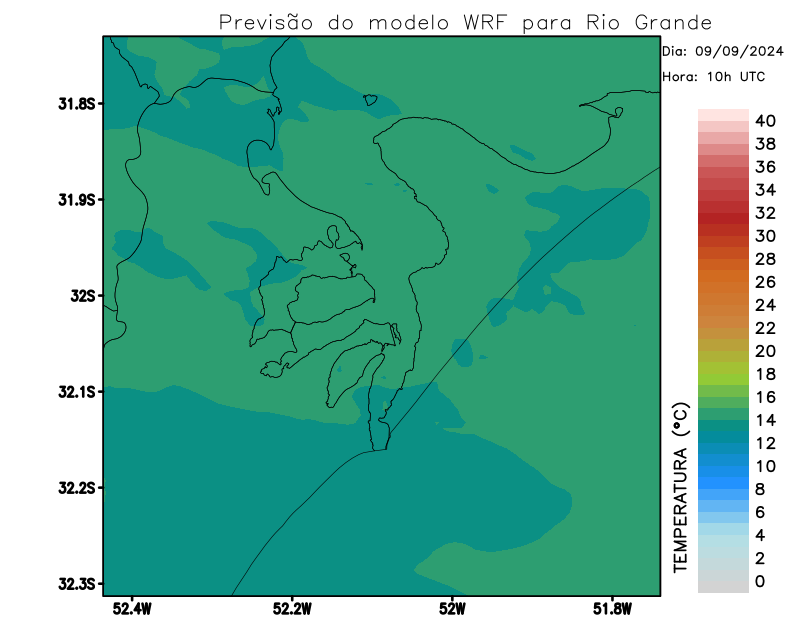 Previsão do modelo WRF para Rio Grande
Dia: 09/09/2024
Hora: 10h UTC
31.8S
31.9S
32S
32.1S
32.2S
32.3S
52.4W
52.2W
52W
51.8W
TEMPERATURA (°C)
40
38
36
34
32
30
28
26
24
22
20
18
16
14
12
10
8
6
4
2
0